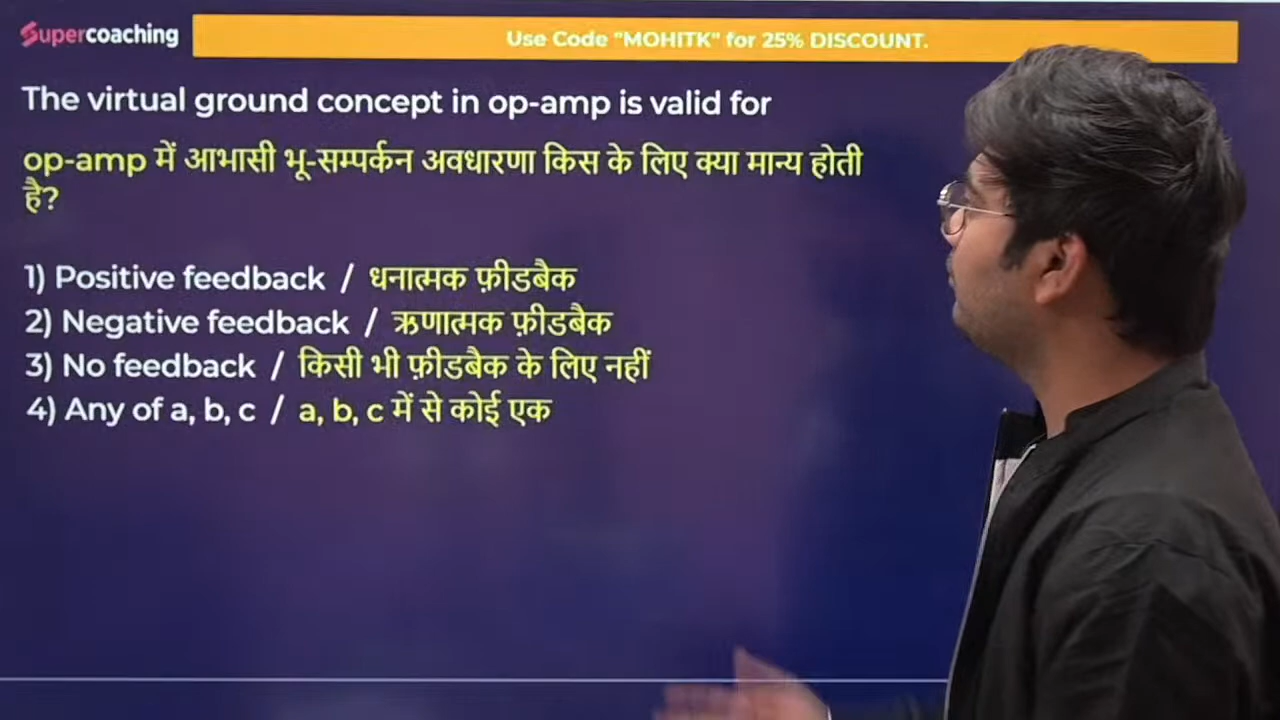 Supercoaching
Use Code "MOHITK" for 25% DISCOUNT.
The virtual ground concept in op-amp is valid for
op-amp में आभासी भू-सम्पर्कन अवधारणा किस के लिए क्या मान्य होती
है?
1) Positive feedback / धनात्मक फ़ीडबैक
2) Negative feedback / ऋणात्मक फ़ीडबैक
3) No feedback / किसी भी फ़ीडबैक के लिए नहीं
4) Any of a, b, c / a, b, c में से कोई एक